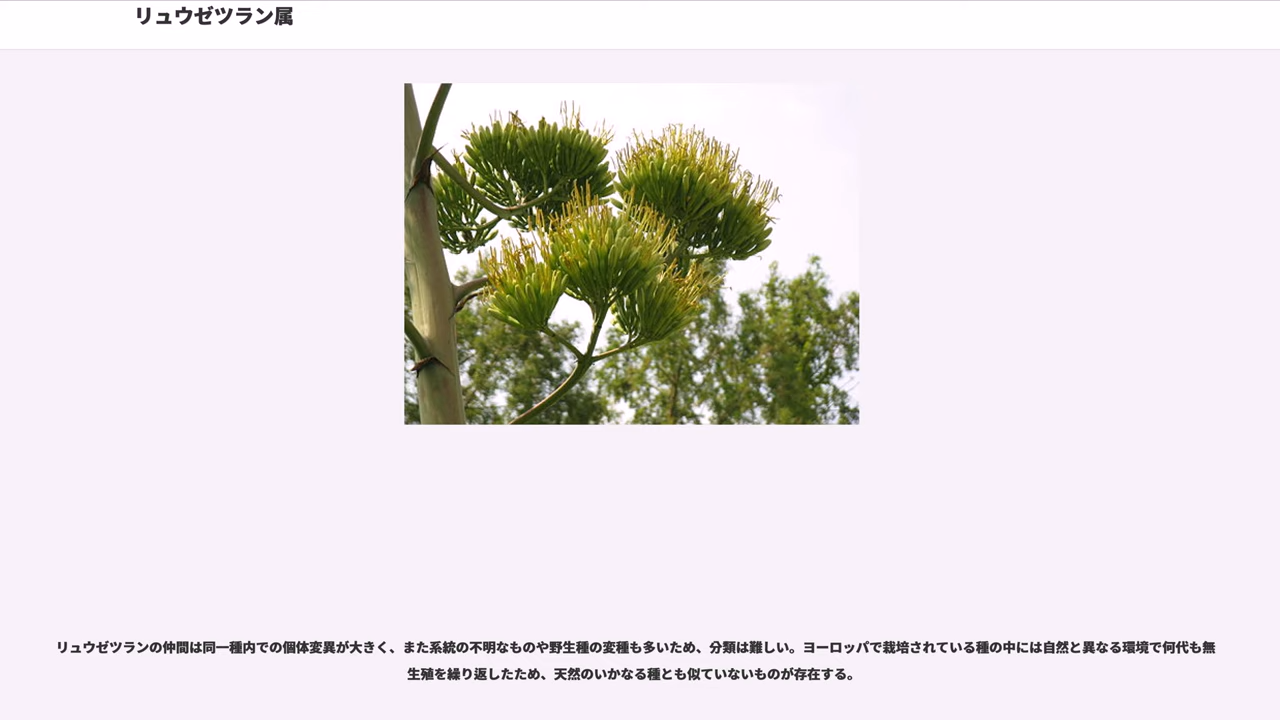 リュウゼツラン属
リュウゼツランの仲間は同一種内での個体変異が大きく、また系統の不明なものや野生種の変種も多いため、分類は難しい。ヨーロッパで栽培されている種の中には自然と異なる環境で何代も無
生殖を繰り返したため、天然のいかなる種とも似ていないものが存在する。